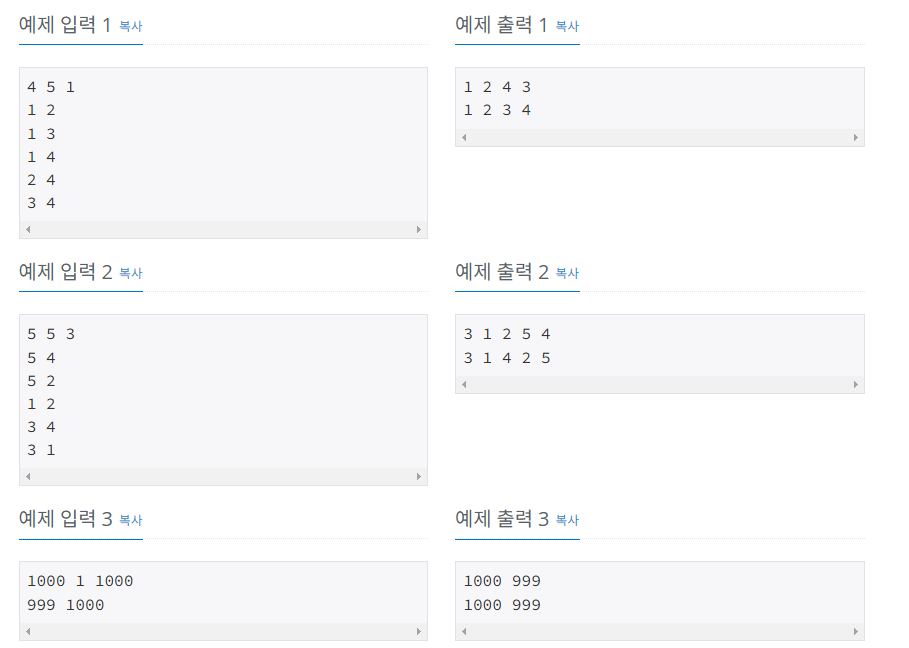 예제 입력 1 복사
4 5 1
1 2
1 3
1 4
2 4
3 4
예제 출력 1 복사
1 2 4 3
1 2 3 4
예제 입력 2 복사
5 5 3
5 4
5 2
1 2
3 4
3 1
예제 출력 2 복사
3 1 2 5 4
3 1 4 2 5
예제 입력 3 복사
1000 1 1000
999 1000
예제 출력 3 복사
1000 999
1000 999